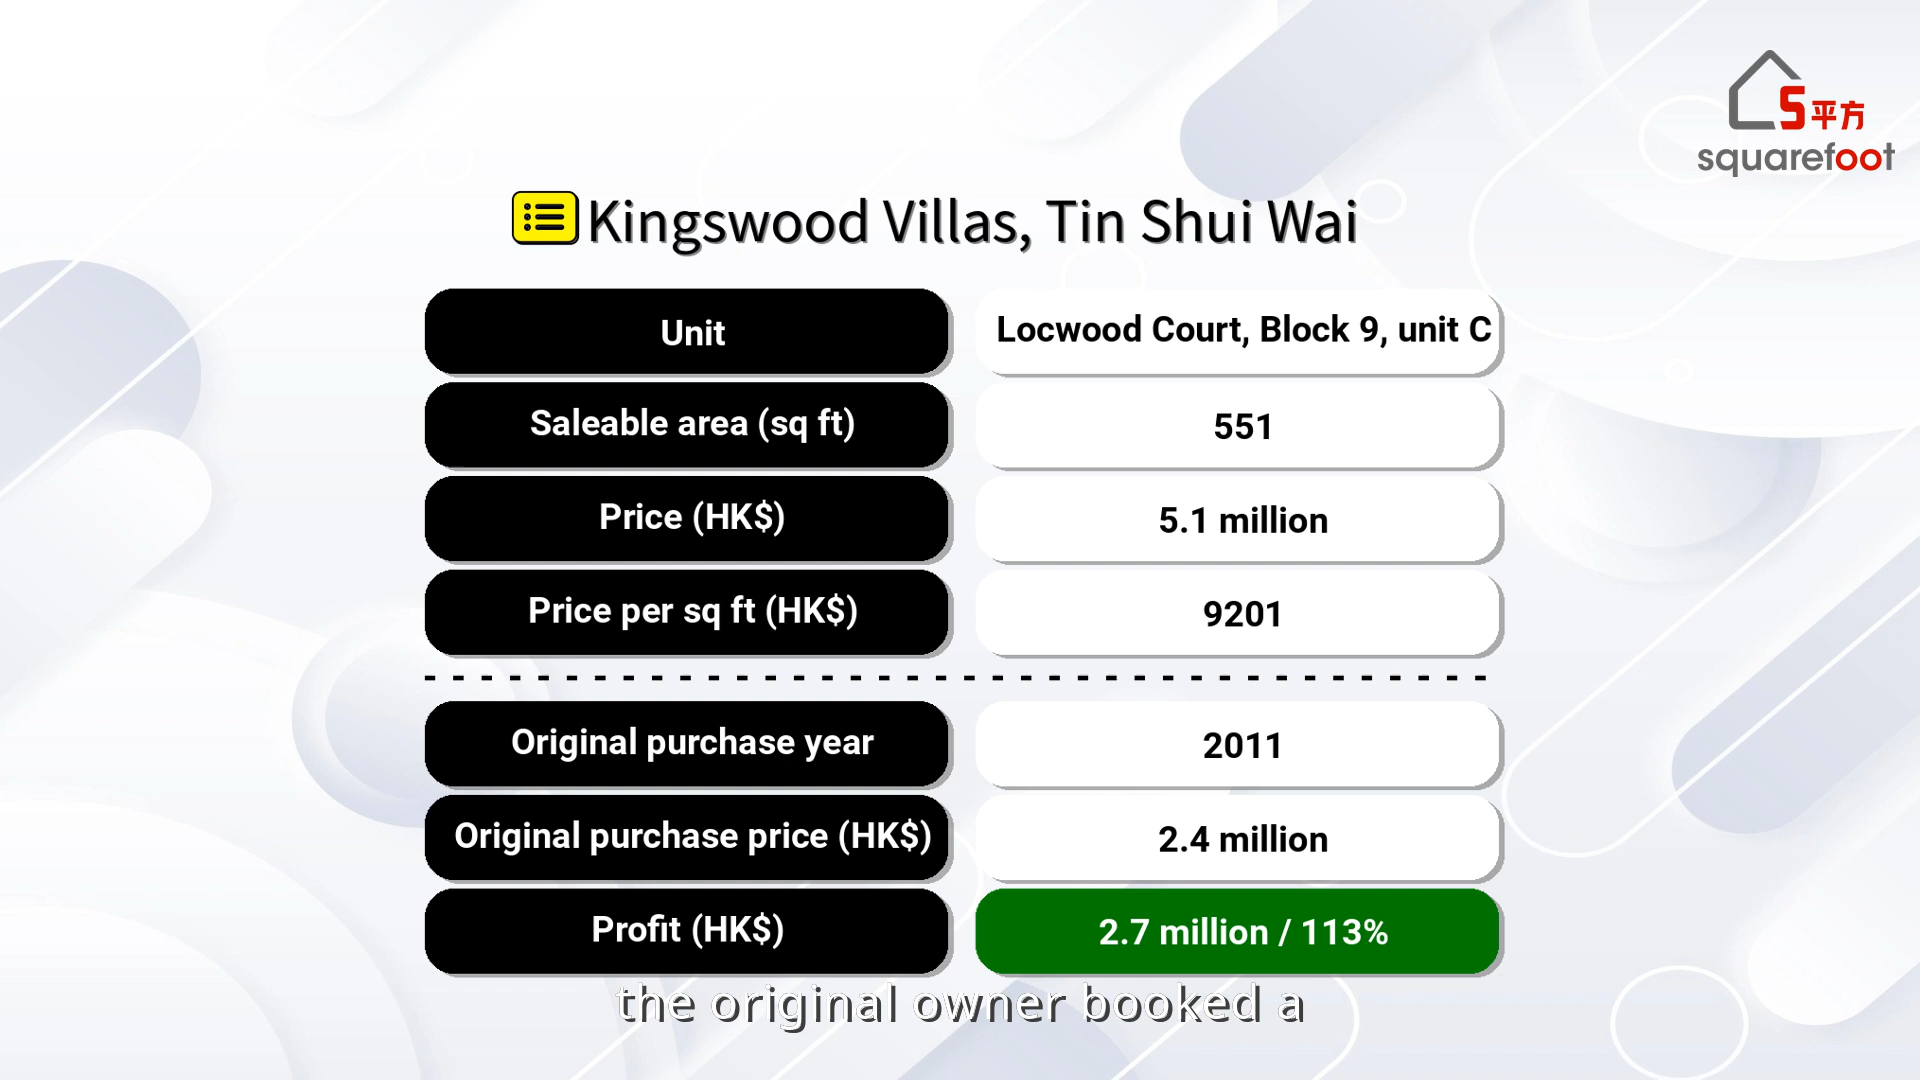 S平方
squarefoot
Kingswood Villas, Tin Shui Wai
Unit
Locwood Court, Block 9, unit C
Saleable area (sq ft)
551
Price (HK$)
5.1 million
Price per sq ft (HK$)
9201
Original purchase year
2011
Original purchase price (HK$)
2.4 million
Profit (HK$)
2.7 million / 113%
the original owner booked a